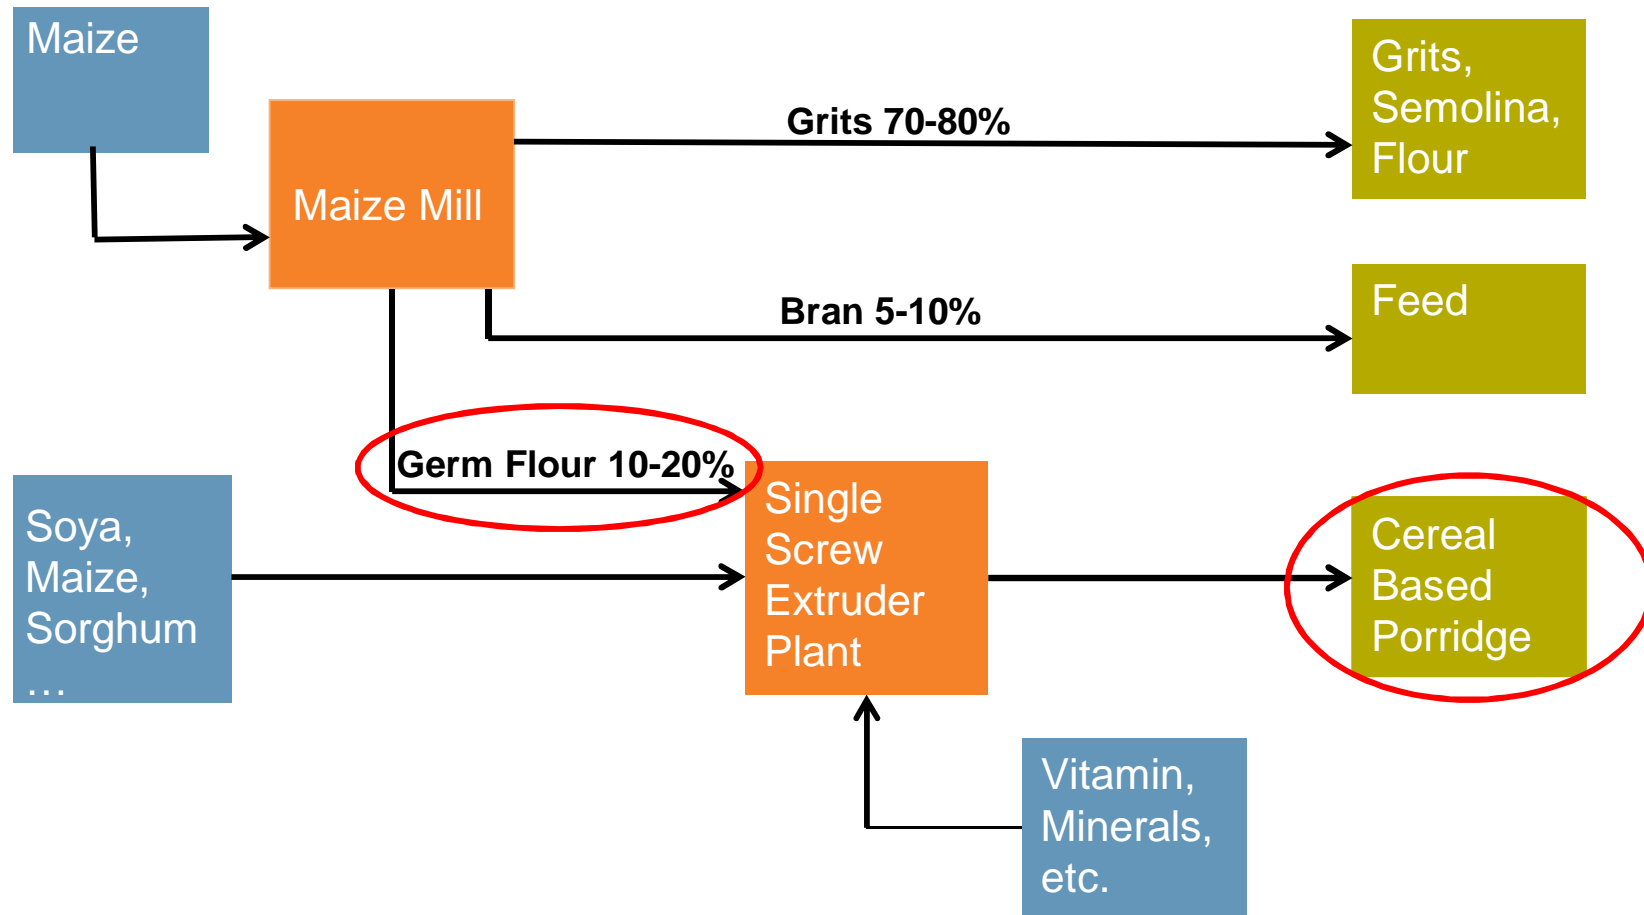 Maize
Grits,
Semolina,
Flour
Grits 70-80%
Maize Mill
Bran 5-10%
Feed
Germ Flour 10-20%
Soya,
Maize,
Sorghum
…
Single
Screw
Extruder
Plant
Cereal
Based
Porridge
Vitamin,
Minerals,
etc.